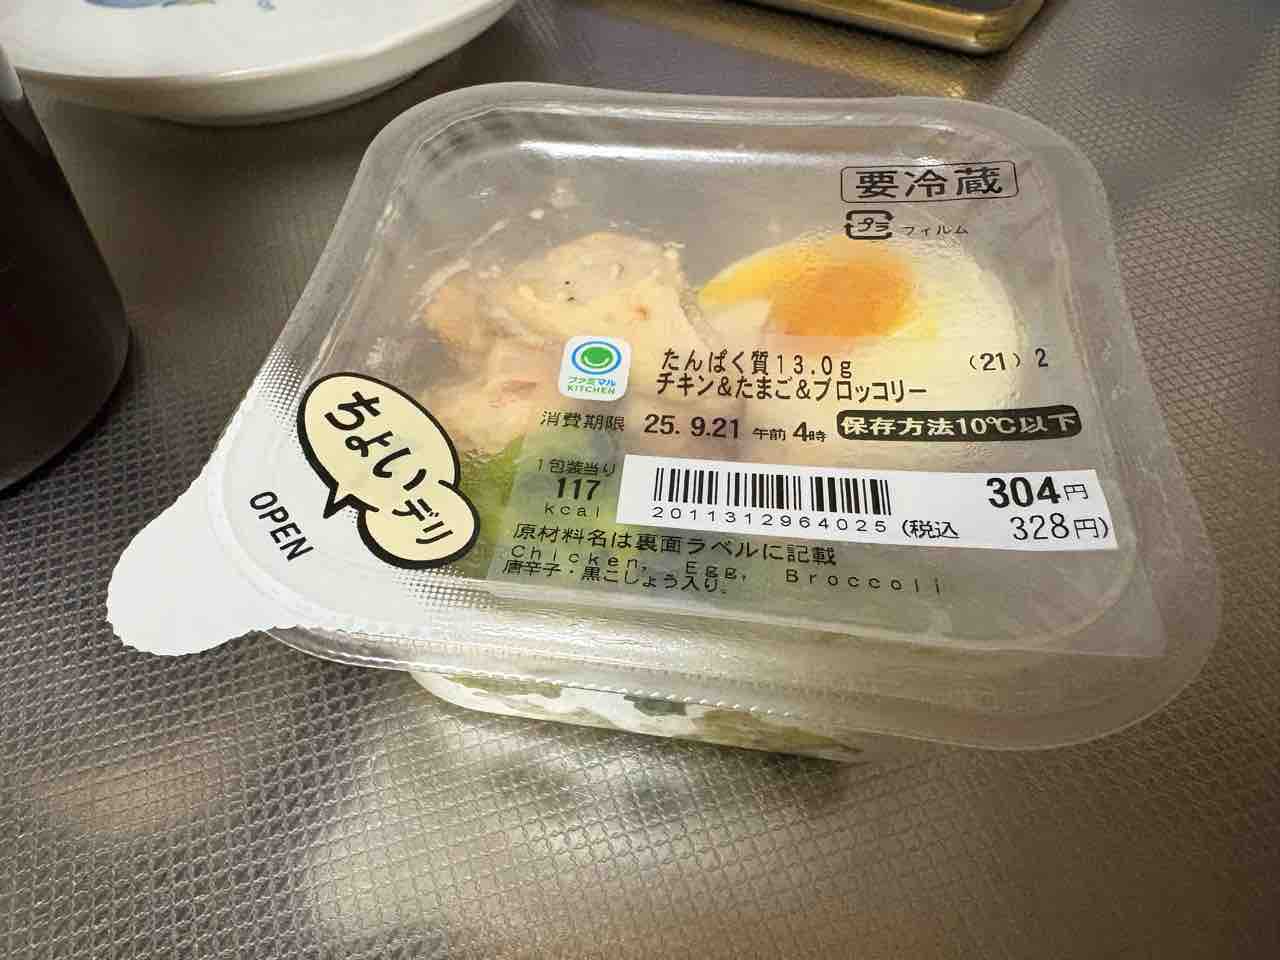 要冷蔵
プラ フィルム
ファミマル
KITCHEN
たんぱく質13.0g (21)2
チキン&たまご&ブロッコリー
消費期限 25. 9.21 午前 4時 保存方法10℃以下
ちょい
デリ
OPEN
1包装当り
117
kcal
2011312964025
304円
(税込 328円)
原材料名は裏面ラベルに記載
Chicken, Egg, Broccoli
唐辛子・黒こしょう入り。